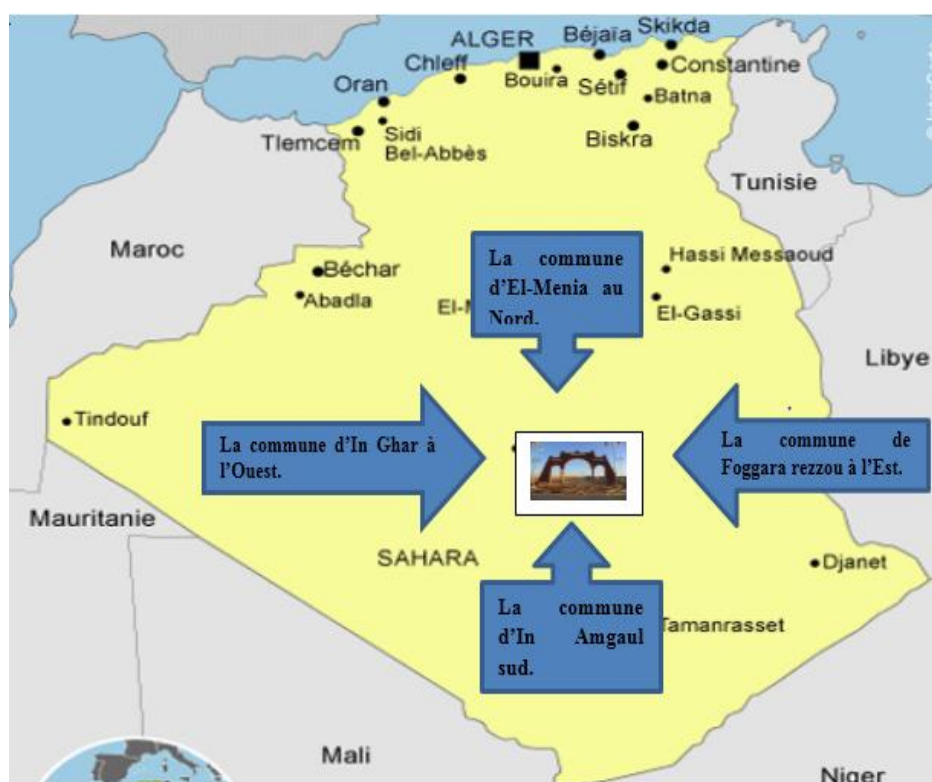 Skikda
Béjaïa
ALGER
Chleff
Bouira
Sétif
Constantine
Oran
Batna
Tlemcem
Sidi
Bel-Abbès
Biskra
Tunisie
Maroc
La commune
d'El-Menia au
Nord.
Hassi Messaoud
Béchar
Abadla
El-M
El-Gassi
Libye
Tindouf
La commune d'In Ghar à
l'Ouest.
La commune de
Foggara rezzou à l'Est.
Mauritanie
SAHARA
Djanet
La commune
d'In Amgaul
sud.
Tamanrasset
Mali
Niger